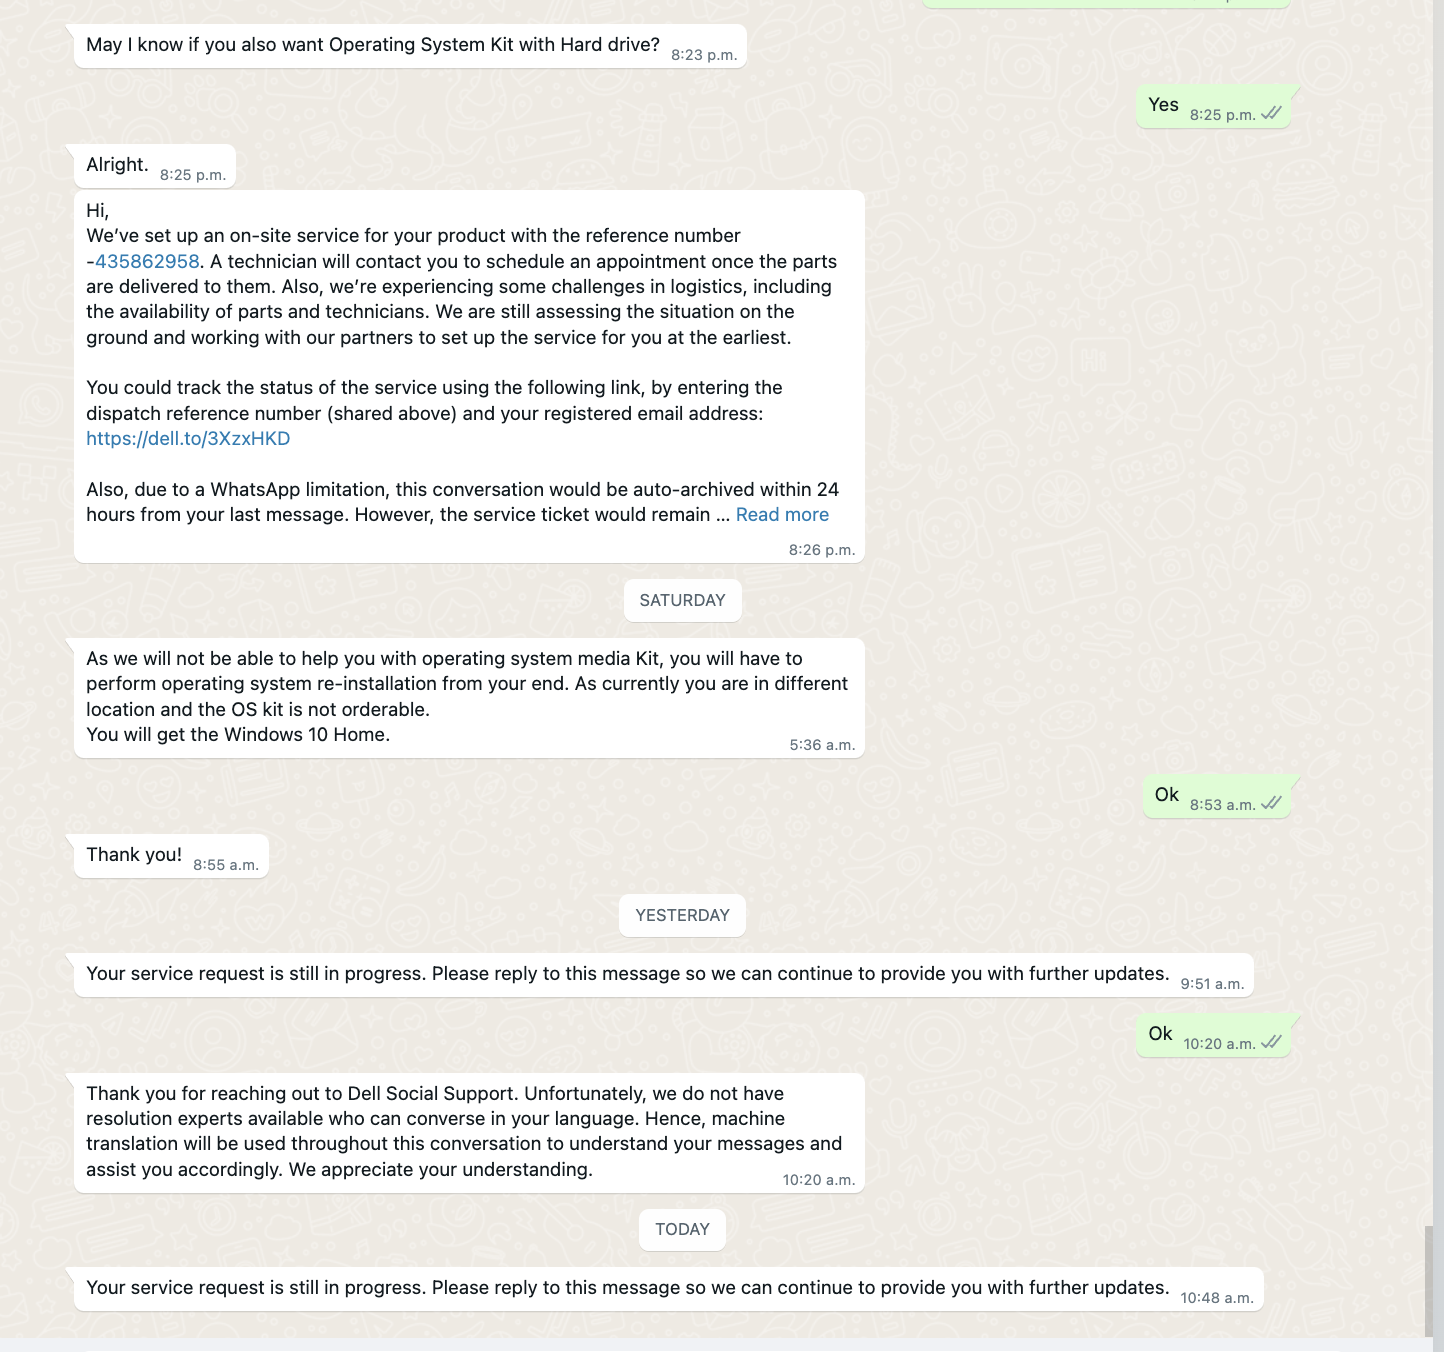 May I know if you also want Operating System Kit with Hard drive? 8:23 p.m.
Yes 8:25 p.m.
Alright. 8:25 p.m.
Hi,
We’ve set up an on-site service for your product with the reference number
-435862958. A technician will contact you to schedule an appointment once the parts
are delivered to them. Also, we’re experiencing some challenges in logistics, including
the availability of parts and technicians. We are still assessing the situation on the
ground and working with our partners to set up the service for you at the earliest.
You could track the status of the service using the following link, by entering the
dispatch reference number (shared above) and your registered email address:
https://dell.to/3XzxHKD
Also, due to a WhatsApp limitation, this conversation would be auto-archived within 24
hours from your last message. However, the service ticket would remain ... Read more
8:26 p.m.
SATURDAY
As we will not be able to help you with operating system media Kit, you will have to
perform operating system re-installation from your end. As currently you are in different
location and the OS kit is not orderable.
You will get the Windows 10 Home.
5:36 a.m.
Ok 8:53 a.m.
Thank you! 8:55 a.m.
YESTERDAY
Your service request is still in progress. Please reply to this message so we can continue to provide you with further updates. 9:51 a.m.
Ok 10:20 a.m.
Thank you for reaching out to Dell Social Support. Unfortunately, we do not have
resolution experts available who can converse in your language. Hence, machine
translation will be used throughout this conversation to understand your messages and
assist you accordingly. We appreciate your understanding.
10:20 a.m.
TODAY
Your service request is still in progress. Please reply to this message so we can continue to provide you with further updates. 10:48 a.m.